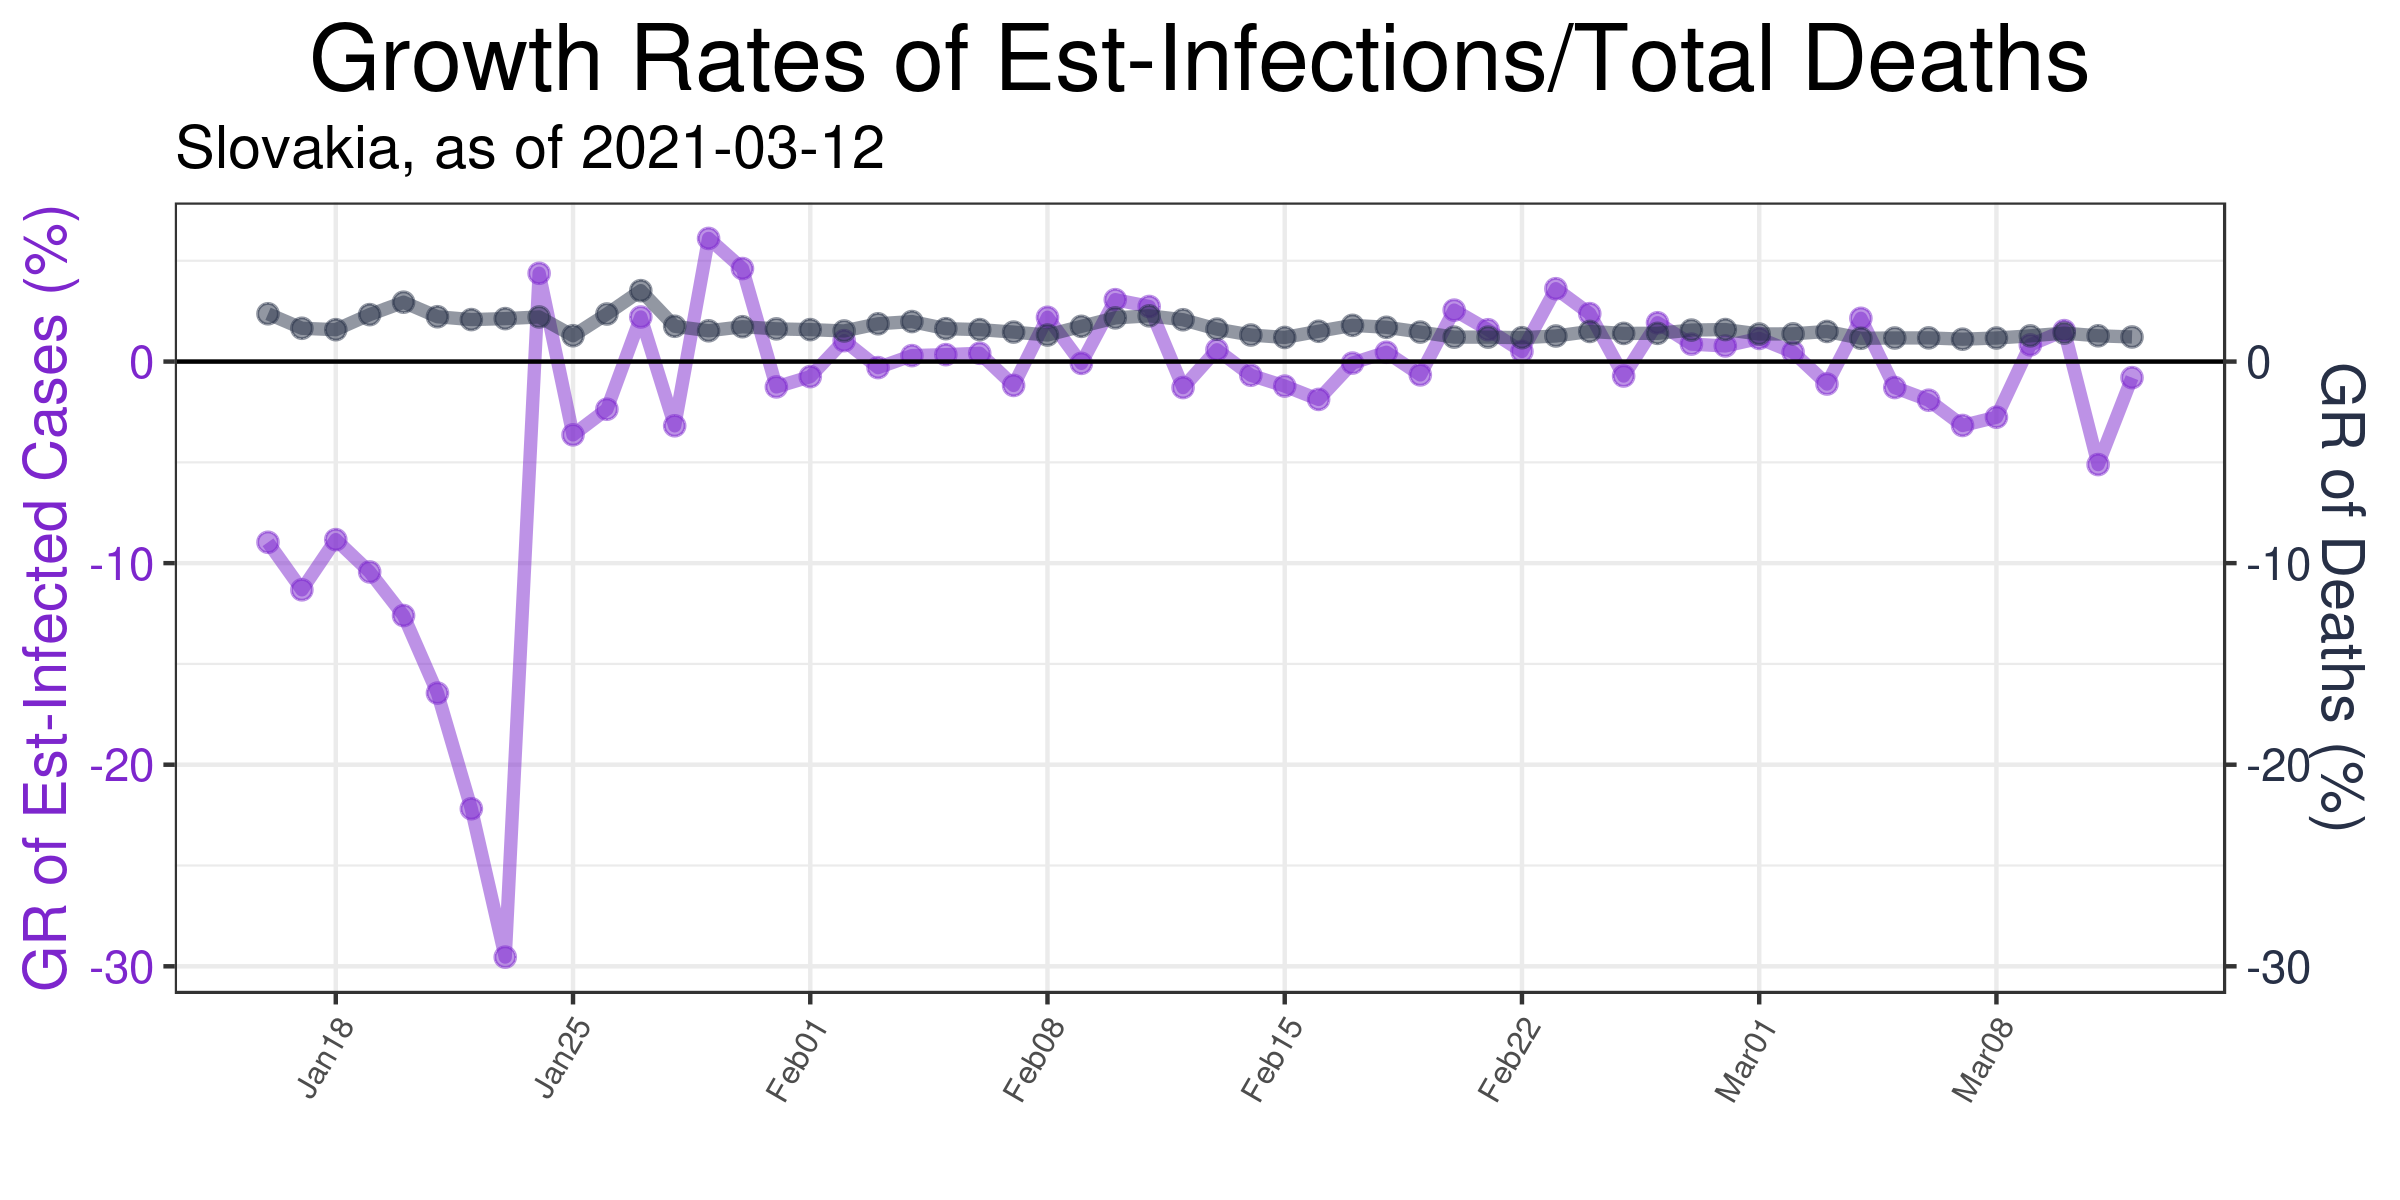 Growth Rates of Est-Infections/Total Deaths
Slovakia, as of 2021-03-12
GR of Est-Infected Cases (%)
0
-10
-20
-30
0
-10
-20
-30
GR of Deaths (%)
Jan18
Jan25
Feb01
Feb08
Feb15
Feb22
Mar01
Mar08